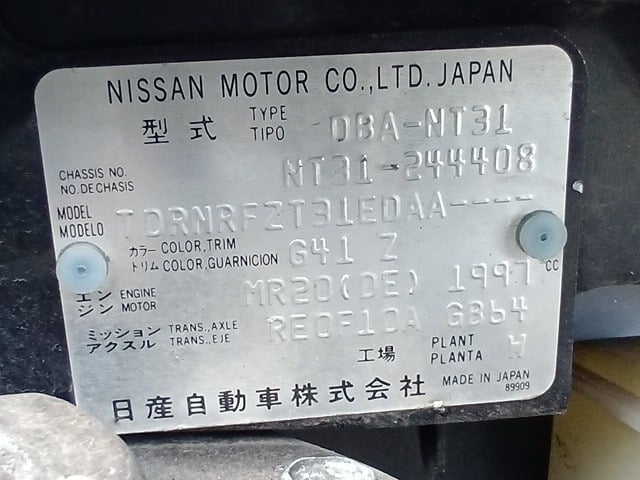 NISSAN MOTOR CO.,LTD. JAPAN
型式 TYPE TIPO DBA-NT31
CHASSIS NO. NO.DE CHASIS NT31-244408
MODEL MODELO TDRNRFZT31EDAA----
カラー COLOR,TRIM トリム COLOR,GUARNICION G41 Z
エンジン ENGINE MOTOR MR20(DE) 1997 CC
ミッション TRANS.,AXLE アクスル TRANS.,EJE RE0F10A GB64
工場 PLANT PLANTA W
日産自動車株式会社 MADE IN JAPAN
89909